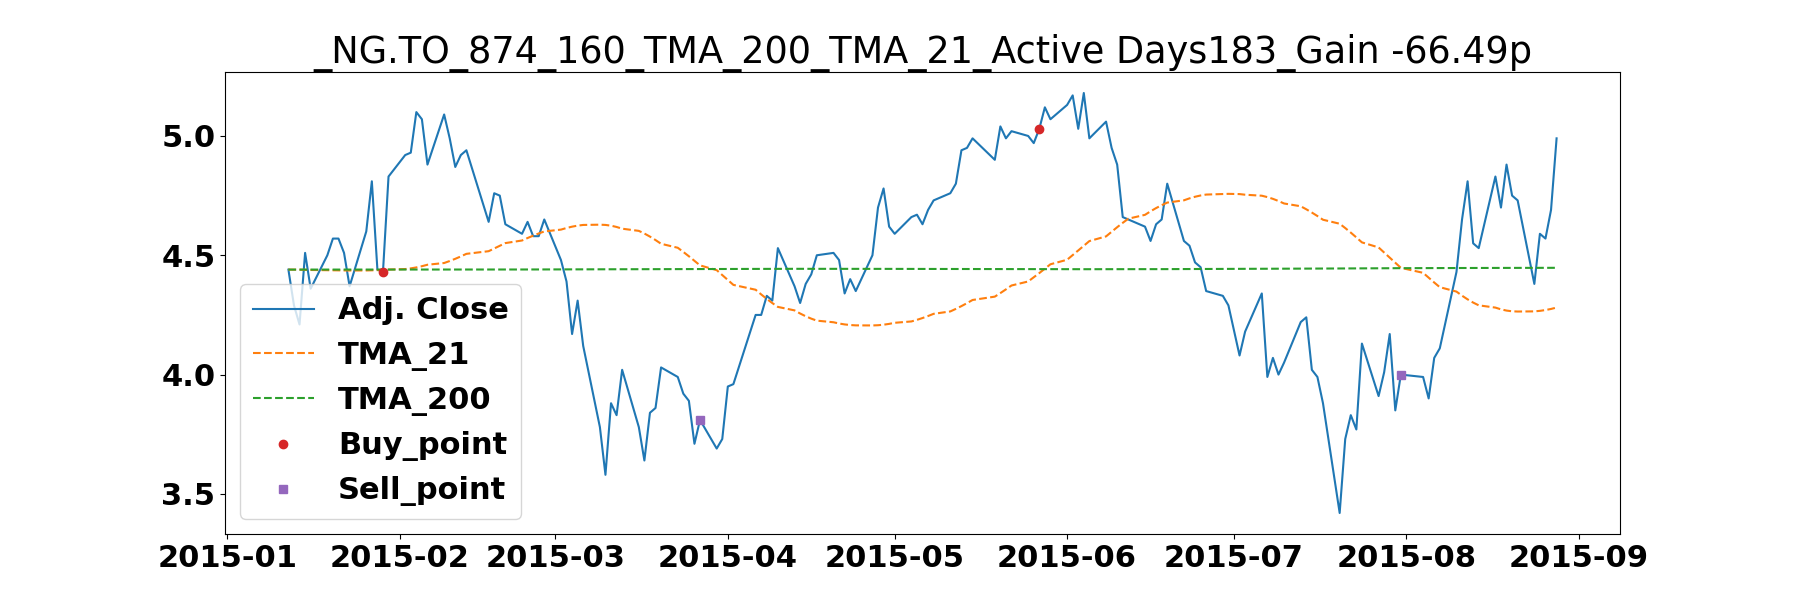 _NG.TO_874_160_TMA_200_TMA_21_Active Days183_Gain -66.49p
5.0
4.5
4.0
3.5
Adj. Close
TMA_21
TMA_200
Buy_point
Sell_point
2015-01 2015-02 2015-03 2015-04 2015-05 2015-06 2015-07 2015-08 2015-09